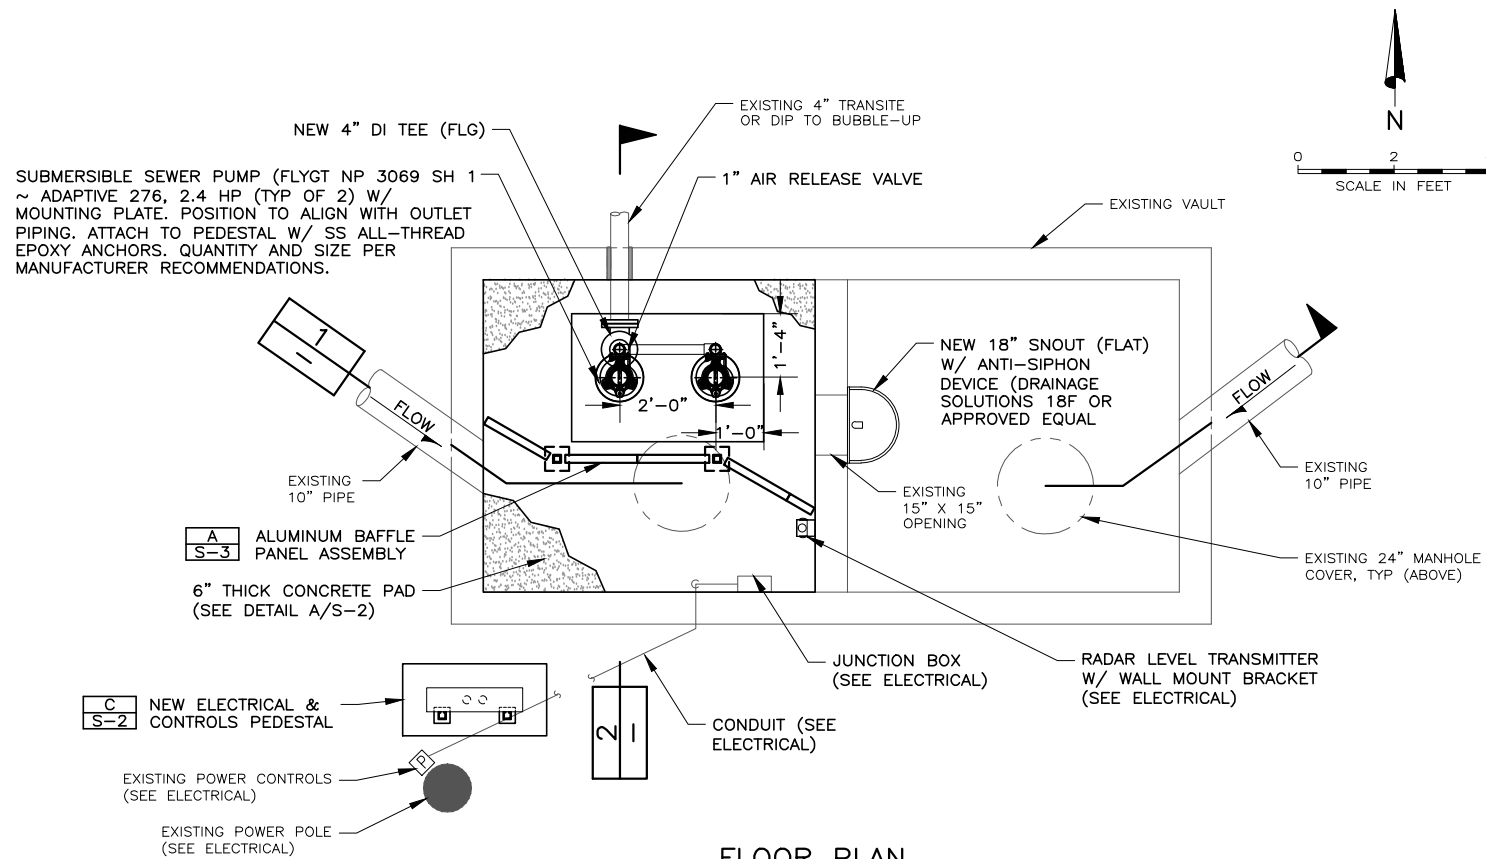 N
0 2
SCALE IN FEET
EXISTING 4” TRANSITE
OR DIP TO BUBBLE-UP
NEW 4” DI TEE (FLG)
SUBMERSIBLE SEWER PUMP (FLYGT NP 3069 SH 1
~ ADAPTIVE 276, 2.4 HP (TYP OF 2) W/
MOUNTING PLATE. POSITION TO ALIGN WITH OUTLET
PIPING. ATTACH TO PEDESTAL W/ SS ALL-THREAD
EPOXY ANCHORS. QUANTITY AND SIZE PER
MANUFACTURER RECOMMENDATIONS.
1” AIR RELEASE VALVE
EXISTING VAULT
1
-
FLOW
1'-4"
2'-0"
1'-0"
NEW 18” SNOUT (FLAT)
W/ ANTI-SIPHON
DEVICE (DRAINAGE
SOLUTIONS 18F OR
APPROVED EQUAL
FLOW
EXISTING
10” PIPE
EXISTING
15” X 15”
OPENING
EXISTING
10” PIPE
A
S-3
ALUMINUM BAFFLE
PANEL ASSEMBLY
6” THICK CONCRETE PAD
(SEE DETAIL A/S-2)
EXISTING 24” MANHOLE
COVER, TYP (ABOVE)
JUNCTION BOX
(SEE ELECTRICAL)
RADAR LEVEL TRANSMITTER
W/ WALL MOUNT BRACKET
(SEE ELECTRICAL)
C
S-2
NEW ELECTRICAL &
CONTROLS PEDESTAL
2
-
CONDUIT (SEE
ELECTRICAL)
P
EXISTING POWER CONTROLS
(SEE ELECTRICAL)
EXISTING POWER POLE
(SEE ELECTRICAL)
FLOOR PLAN